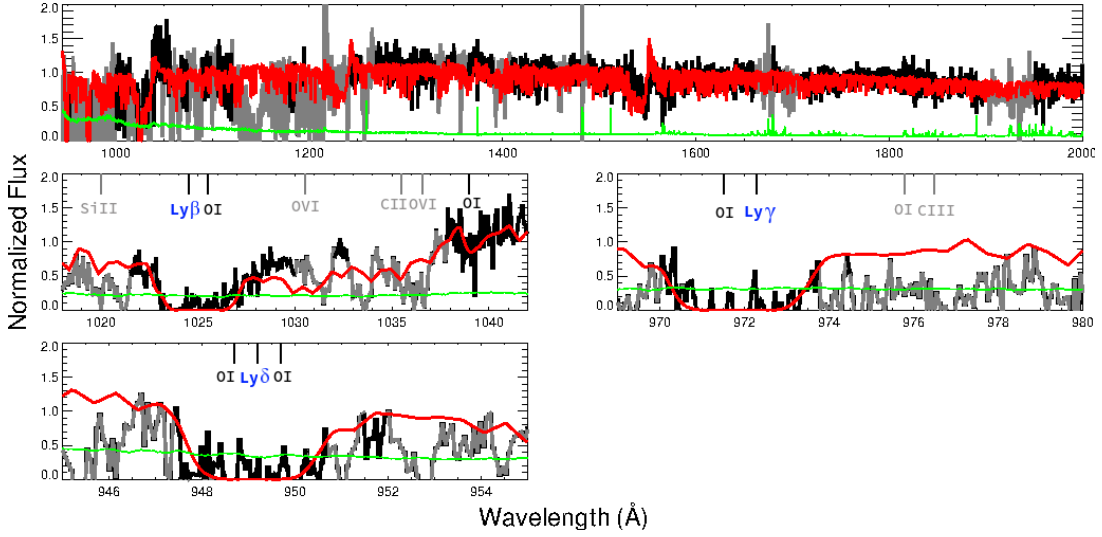 2.0
1.5
1.0
0.5
0.0
1000 1200 1400 1600 1800 2000
Normalized Flux
2.0
1.5
1.0
0.5
0.0
SiII Lyβ OI OVI CII OVI OI
1020 1025 1030 1035 1040
2.0
1.5
1.0
0.5
0.0
OI Lyγ OI CIII
970 972 974 976 978 980
2.0
1.5
1.0
0.5
0.0
OI Lyδ OI
946 948 950 952 954
Wavelength (Å)